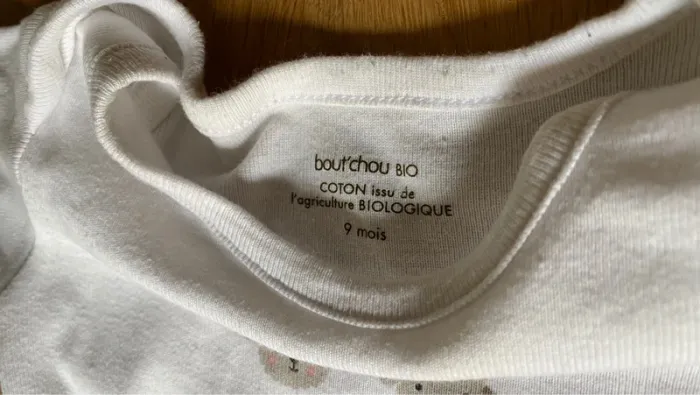 bout'chou BIO
COTON issu de
l'agriculture BIOLOGIQUE
9 mois